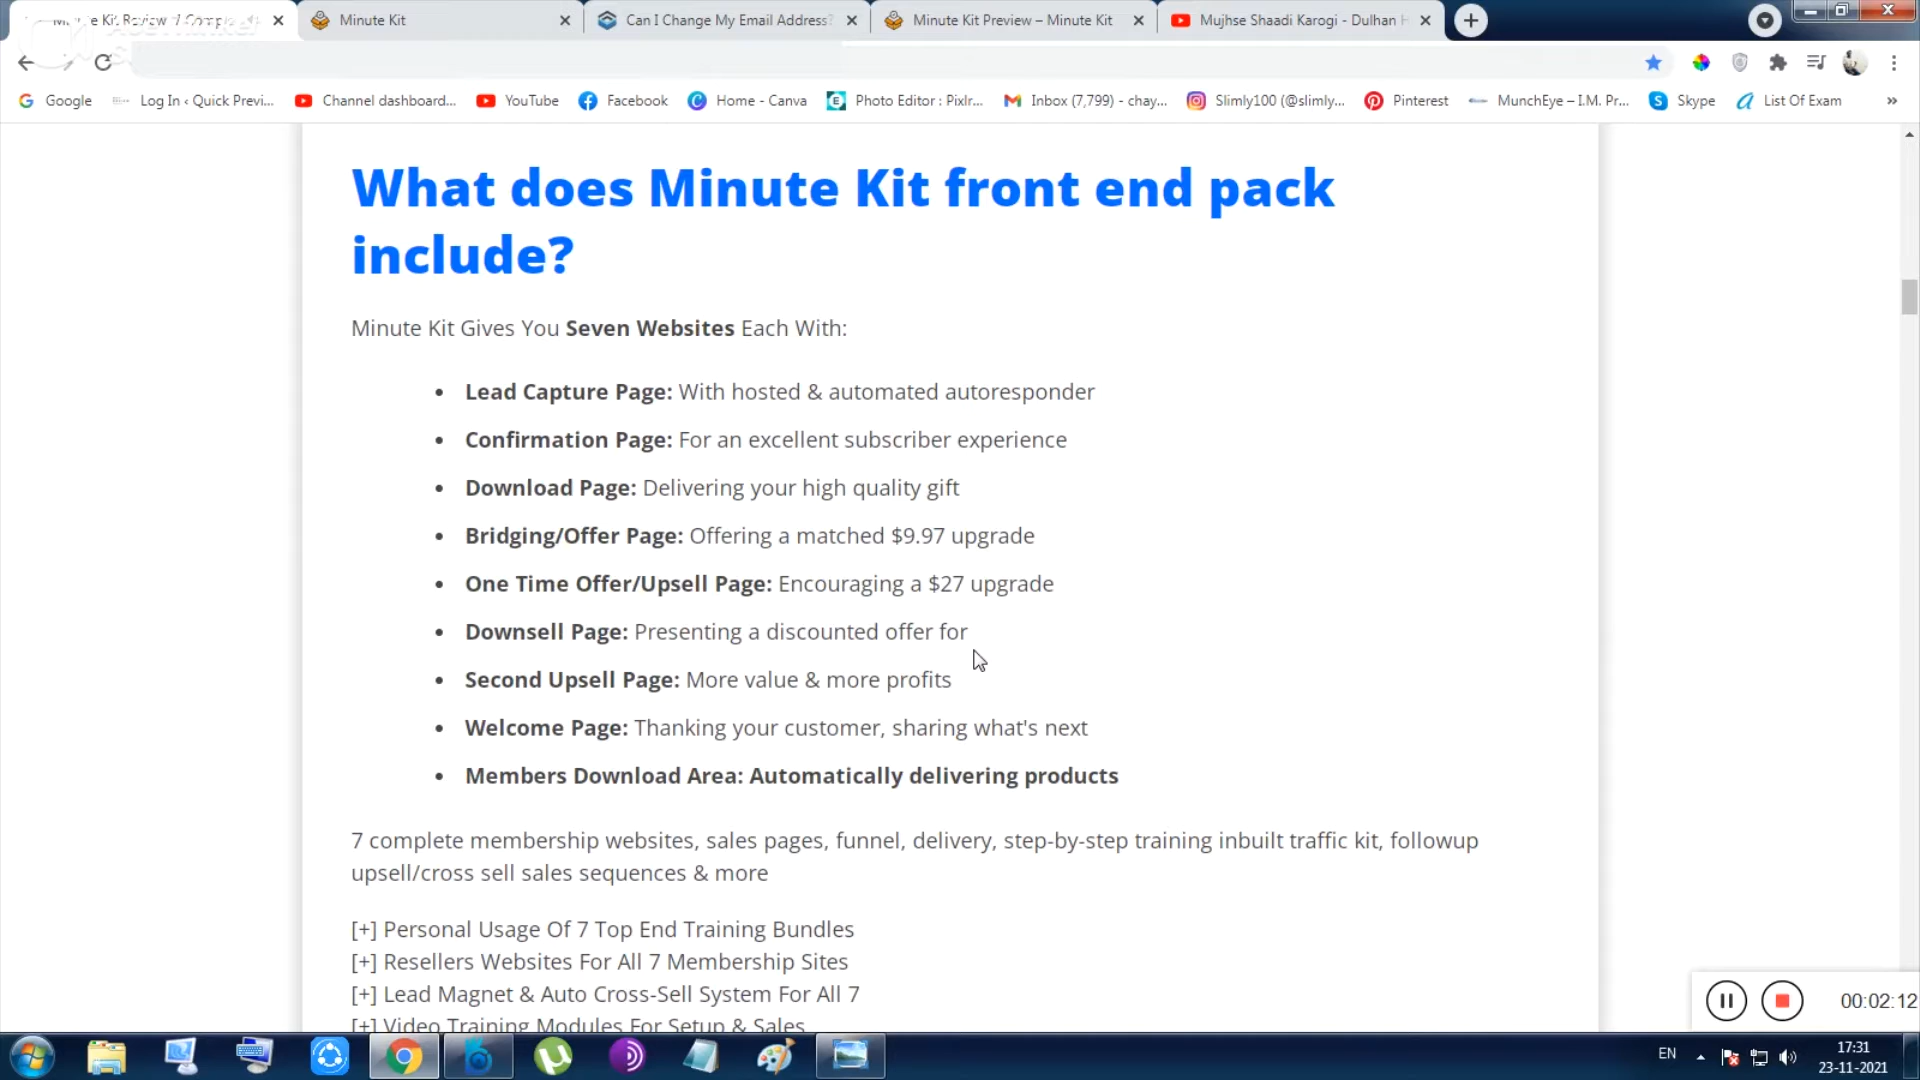 Minute Kit Review
Minute Kit
Can I Change My Email Address?
Minute Kit Preview – Minute Kit
Mujhse Shaadi Karogi - Dulhan H
Google
Log In ‹ Quick Previ...
Channel dashboard...
YouTube
Facebook
Home - Canva
Photo Editor : Pixlr...
Inbox (7,799) - chay...
Slimly100 (@slimly...
Pinterest
MunchEye – I.M. Pr...
Skype
List Of Exam
»
What does Minute Kit front end pack
include?
Minute Kit Gives You Seven Websites Each With:
• Lead Capture Page: With hosted & automated autoresponder
• Confirmation Page: For an excellent subscriber experience
• Download Page: Delivering your high quality gift
• Bridging/Offer Page: Offering a matched $9.97 upgrade
• One Time Offer/Upsell Page: Encouraging a $27 upgrade
• Downsell Page: Presenting a discounted offer for
• Second Upsell Page: More value & more profits
• Welcome Page: Thanking your customer, sharing what's next
• Members Download Area: Automatically delivering products
7 complete membership websites, sales pages, funnel, delivery, step-by-step training inbuilt traffic kit, followup
upsell/cross sell sales sequences & more
[+] Personal Usage Of 7 Top End Training Bundles
[+] Resellers Websites For All 7 Membership Sites
[+] Lead Magnet & Auto Cross-Sell System For All 7
[+] Video Training Modules For Setup & Sales
00:02:12
EN
17:31
23-11-2021